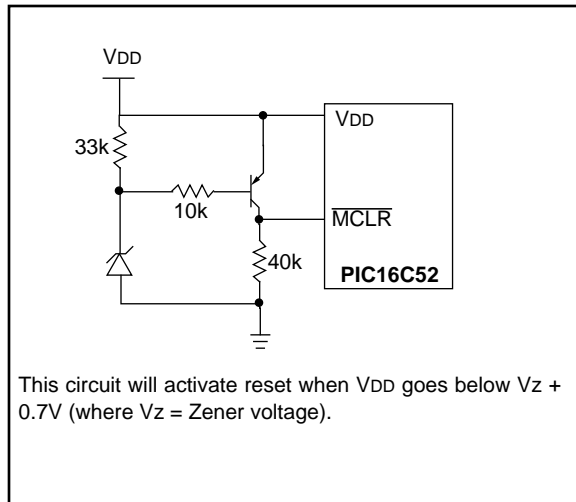 VDD
VDD
33k
10k
MCLR
40k
PIC16C52
This circuit will activate reset when VDD goes below Vz +
0.7V (where Vz = Zener voltage).